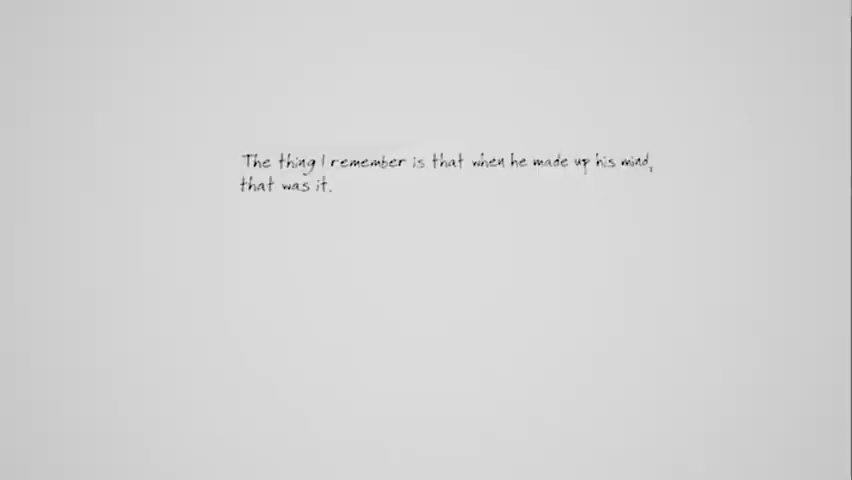 The thing I remember is that when he made up his mind,
that was it.